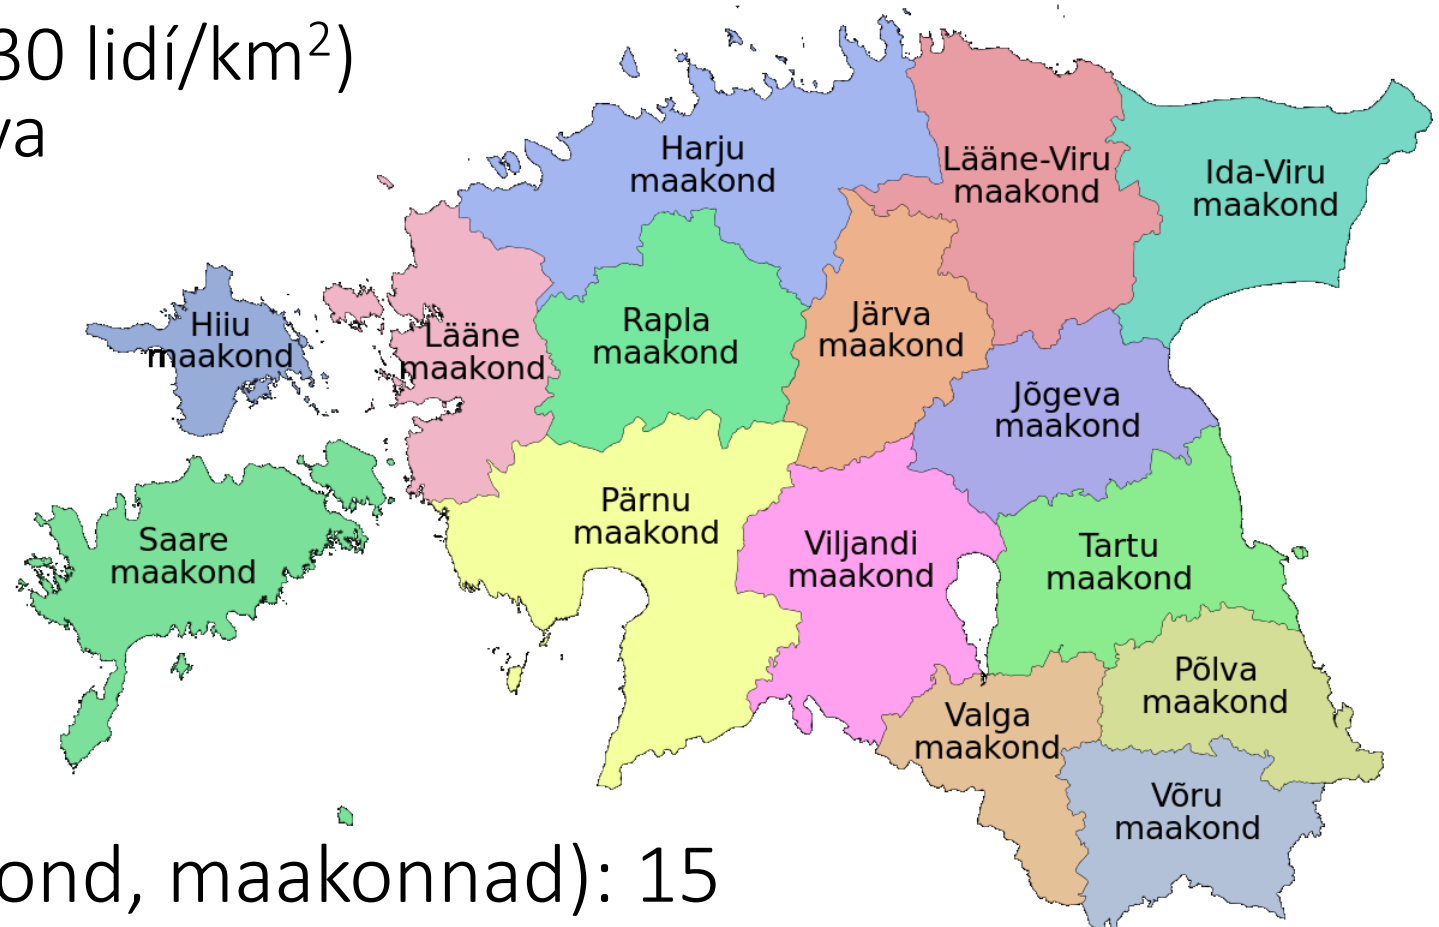 30 lidí/km²)
va
Harju
maakond
Lääne-Viru
maakond
Ida-Viru
maakond
Hiiu
maakond
Lääne
maakond
Rapla
maakond
Järva
maakond
Jõgeva
maakond
Saare
maakond
Pärnu
maakond
Viljandi
maakond
Tartu
maakond
Põlva
maakond
Valga
maakond
Võru
maakond
ond, maakonnad): 15